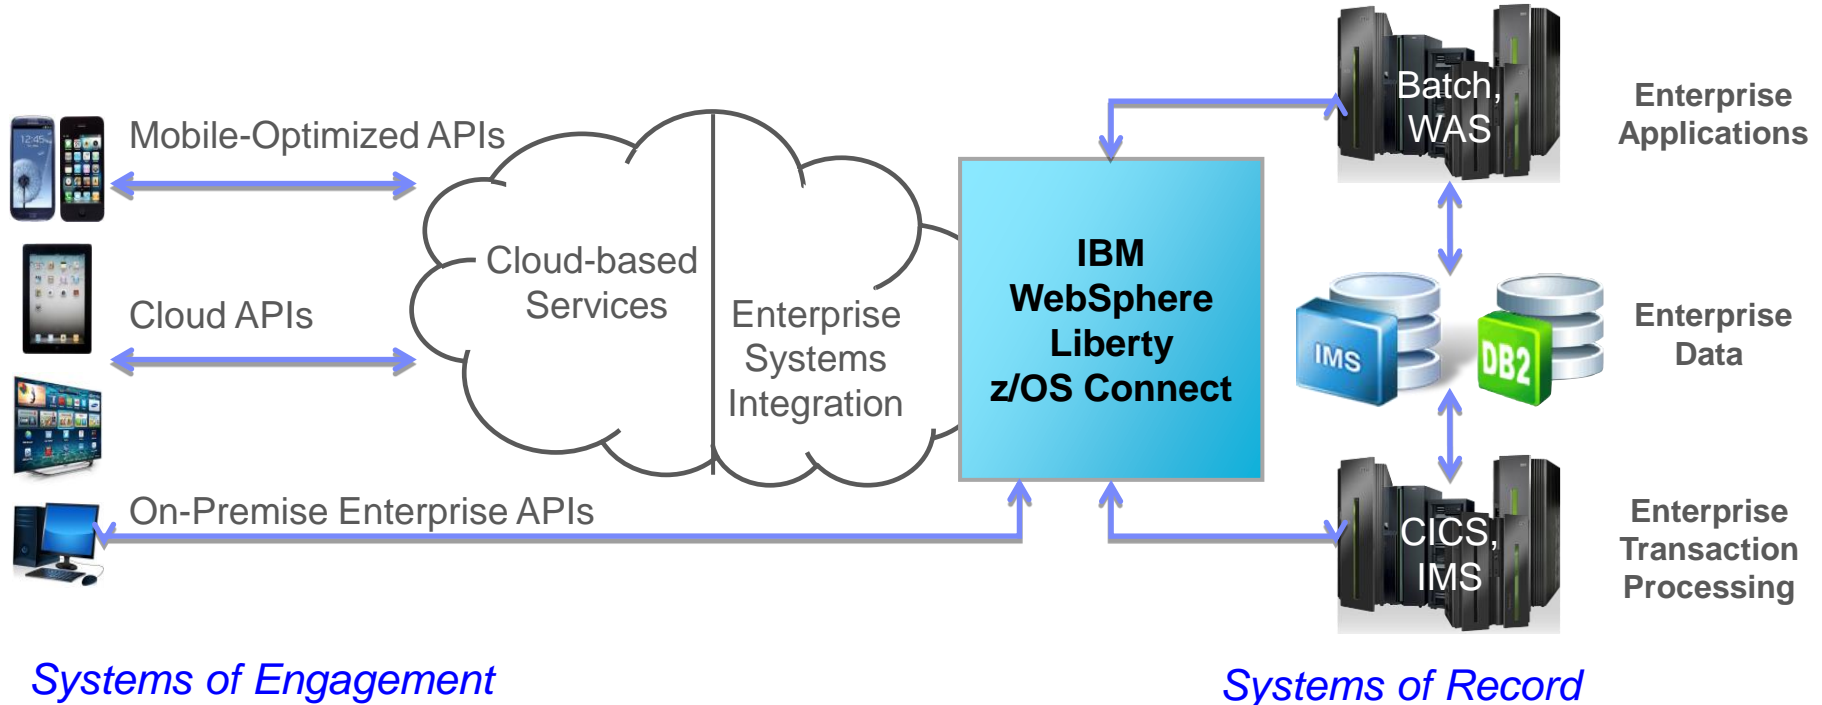 Mobile-Optimized APIs
Cloud APIs
On-Premise Enterprise APIs
Cloud-based
Services
Enterprise
Systems
Integration
IBM
WebSphere
Liberty
z/OS Connect
Batch,
WAS
Enterprise
Applications
IMS
DB2
Enterprise
Data
CICS,
IMS
Enterprise
Transaction
Processing
Systems of Engagement
Systems of Record
12:45